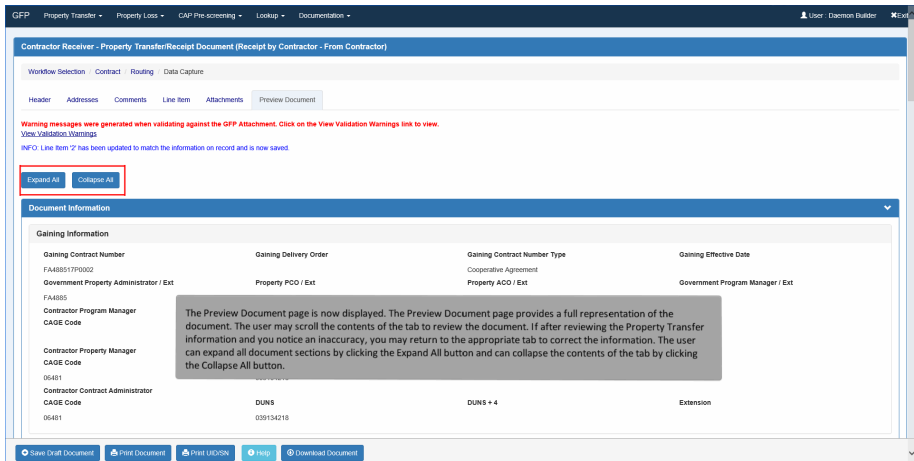 GFP Property Transfer Property Loss CAP Pre-screening Lookup Documentation User : Daemon Builder Exit
Contractor Receiver - Property Transfer/Receipt Document (Receipt by Contractor - From Contractor)
Workflow Selection / Contract / Routing / Data Capture
Header Addresses Comments Line Item Attachments Preview Document
Warning messages were generated when validating against the GFP Attachment. Click on the View Validation Warnings link to view.
View Validation Warnings
INFO: Line Item '2' has been updated to match the information on record and is now saved.
Expand All Collapse All
Document Information
Gaining Information
Gaining Contract Number Gaining Delivery Order Gaining Contract Number Type Gaining Effective Date
FA488517P0002 Cooperative Agreement
Government Property Administrator / Ext Property PCO / Ext Property ACO / Ext Government Program Manager / Ext
FA4885
Contractor Program Manager
CAGE Code
Contractor Property Manager
CAGE Code
06481
The Preview Document page is now displayed. The Preview Document page provides a full representation of the
document. The user may scroll the contents of the tab to review the document. If after reviewing the Property Transfer
information and you notice an inaccuracy, you may return to the appropriate tab to correct the information. The user
can expand all document sections by clicking the Expand All button and can collapse the contents of the tab by clicking
the Collapse All button.
Contractor Contract Administrator
CAGE Code DUNS DUNS + 4 Extension
06481 039134218
Save Draft Document Print Document Print UID/SN Help Download Document